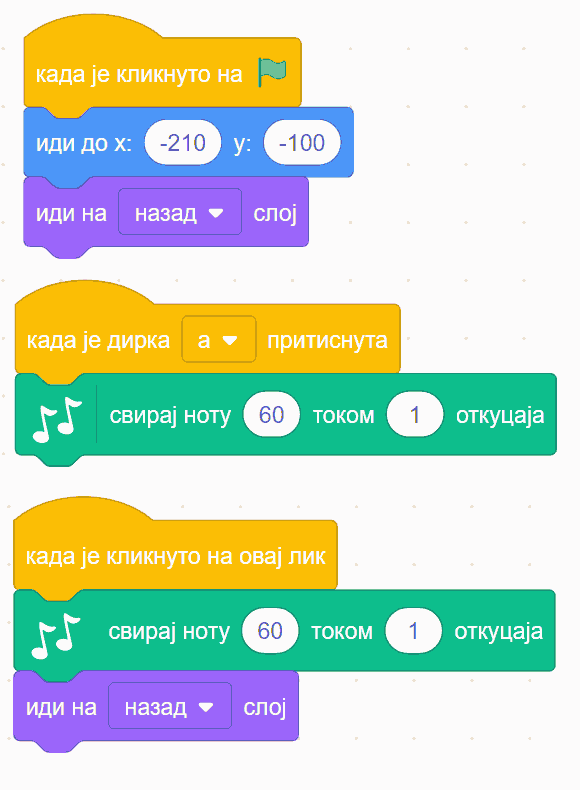 када је кликнуто на
иди до x: -210 y: -100
иди на назад слој
када је дирка a притиснута
свирај ноту 60 током 1 откуцаја
када је кликнуто на овај лик
свирај ноту 60 током 1 откуцаја
иди на назад слој